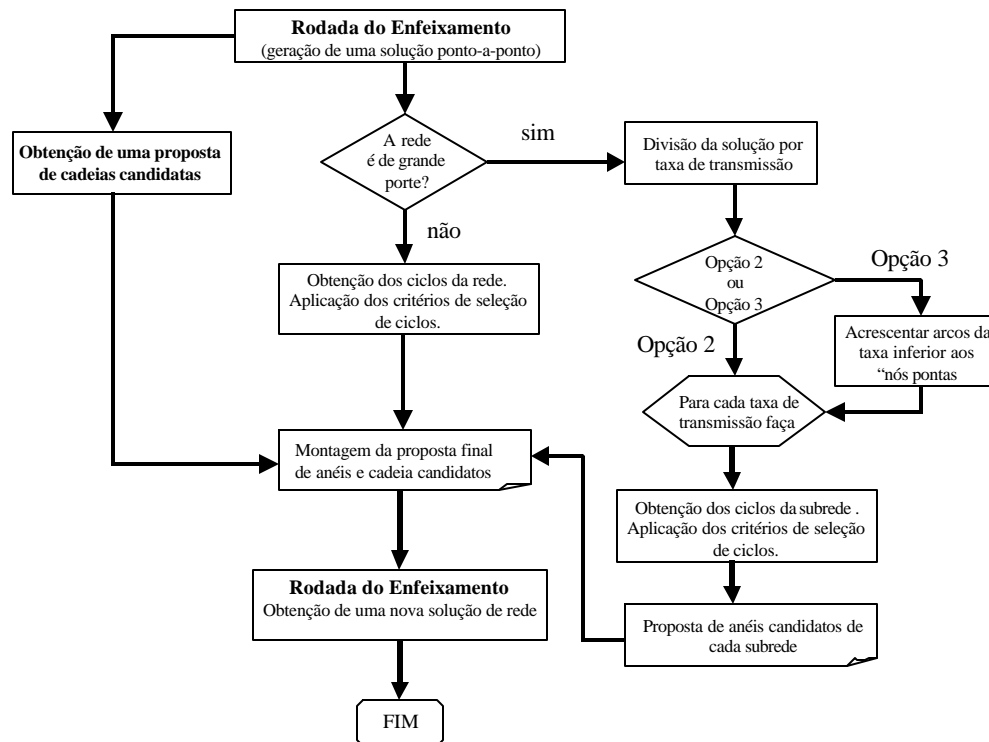 Rodada do Enfeixamento
(geração de uma solução ponto-a-ponto)
Obtenção de uma proposta
de cadeias candidatas
A rede
é de grande
porte?
sim
não
Divisão da solução por
taxa de transmissão
Opção 2
ou
Opção 3
Opção 3
Opção 2
Acrescentar arcos da
taxa inferior aos
“nós pontas
Obtenção dos ciclos da rede.
Aplicação dos critérios de seleção
de ciclos.
Para cada taxa de
transmissão faça
Montagem da proposta final
de anéis e cadeia candidatos
Obtenção dos ciclos da subrede .
Aplicação dos critérios de seleção
de ciclos.
Rodada do Enfeixamento
Obtenção de uma nova solução de rede
Proposta de anéis candidatos de
cada subrede
FIM